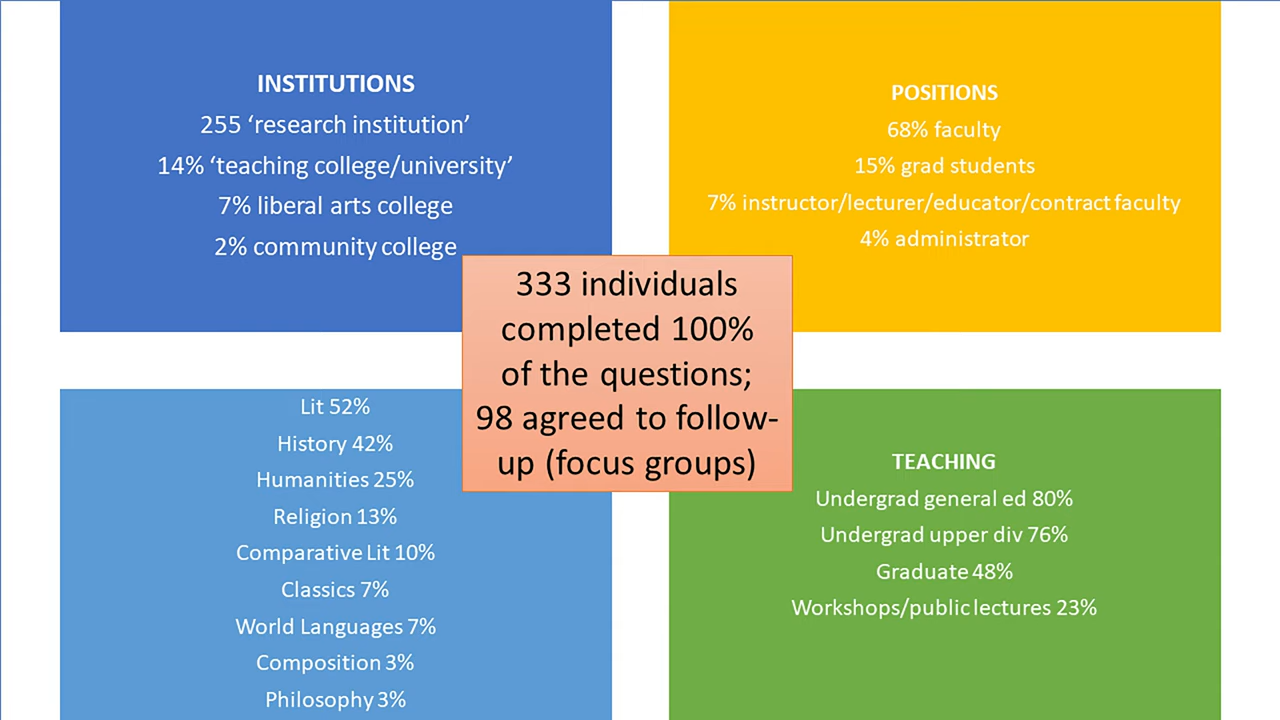 INSTITUTIONS
255 ‘research institution’
14% ‘teaching college/university’
7% liberal arts college
2% community college
POSITIONS
68% faculty
15% grad students
7% instructor/lecturer/educator/contract faculty
4% administrator
333 individuals
completed 100%
of the questions;
98 agreed to follow-
up (focus groups)
Lit 52%
History 42%
Humanities 25%
Religion 13%
Comparative Lit 10%
Classics 7%
World Languages 7%
Composition 3%
Philosophy 3%
TEACHING
Undergrad general ed 80%
Undergrad upper div 76%
Graduate 48%
Workshops/public lectures 23%